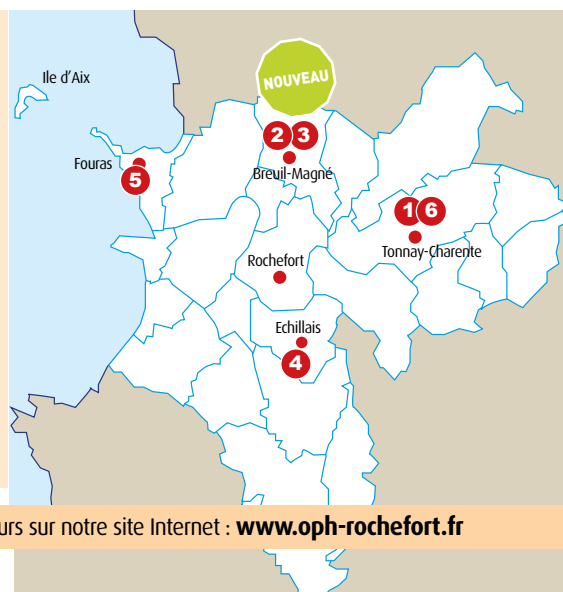 Ile d'Aix
NOUVEAU
2 3
Fouras
5
Breuil-Magné
1 6
Tonnay-Charente
Rochefort
Echillais
4
urs sur notre site Internet : www.oph-rochefort.fr